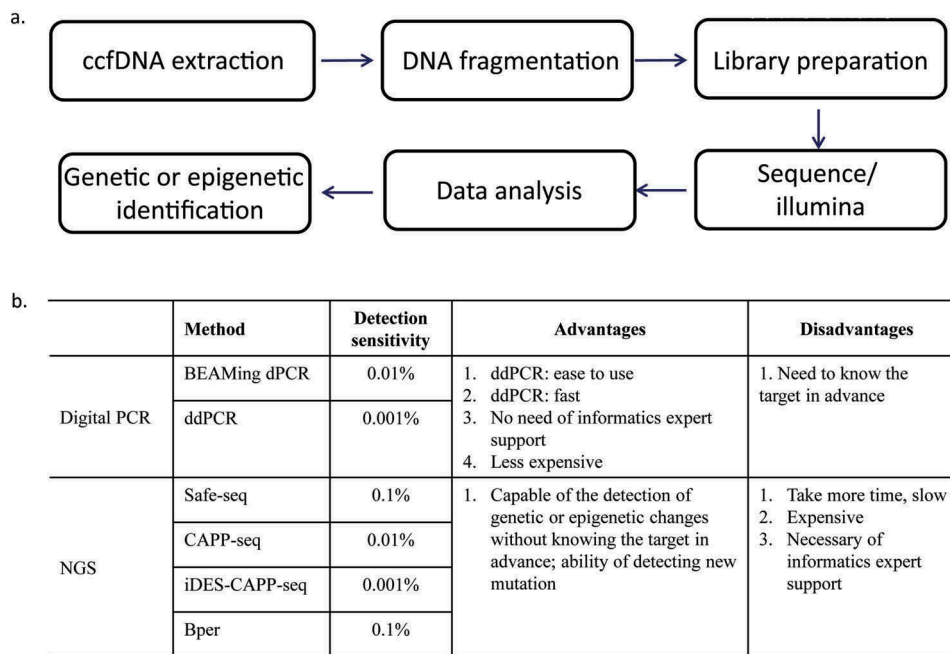 a.
ccfDNA extraction
DNA fragmentation
Library preparation
Genetic or epigenetic
identification
Data analysis
Sequence/
illumina
b.
Method
Detection
sensitivity
Advantages
Disadvantages
Digital PCR
BEAMing dPCR
0.01%
ddPCR
0.001%
1. ddPCR: ease to use
2. ddPCR: fast
3. No need of informatics expert
support
4. Less expensive
1. Need to know the
target in advance
NGS
Safe-seq
0.1%
CAPP-seq
0.01%
iDES-CAPP-seq
0.001%
Bper
0.1%
1. Capable of the detection of
genetic or epigenetic changes
without knowing the target in
advance; ability of detecting new
mutation
1. Take more time, slow
2. Expensive
3. Necessary of
informatics expert
support